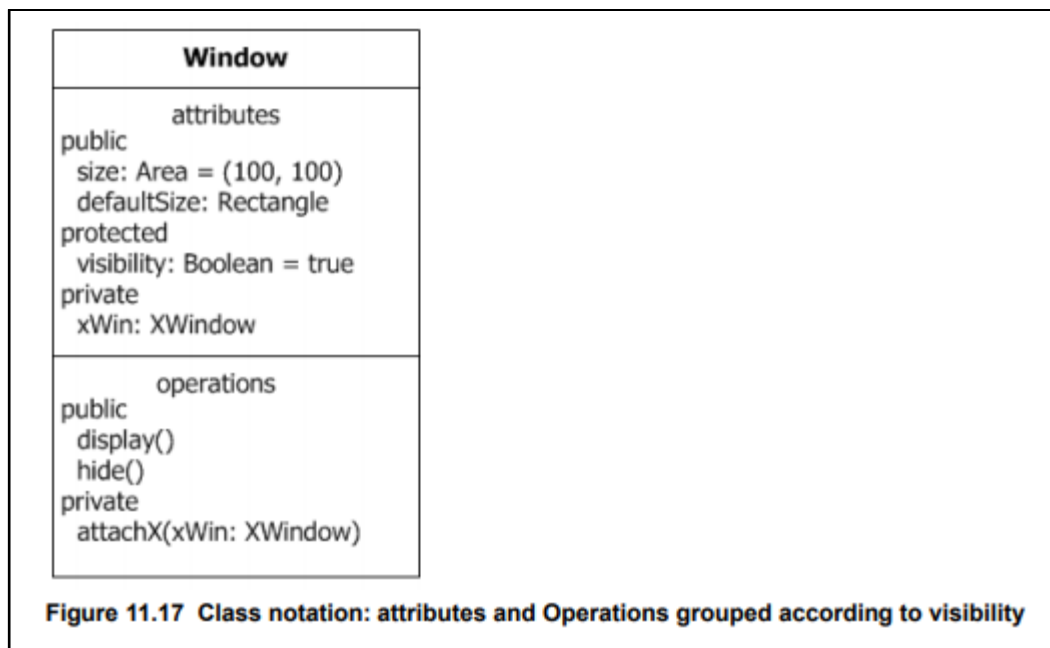 Window
attributes
public
size: Area = (100, 100)
defaultSize: Rectangle
protected
visibility: Boolean = true
private
xWin: XWindow
operations
public
display()
hide()
private
attachX(xWin: XWindow)
Figure 11.17 Class notation: attributes and Operations grouped according to visibility